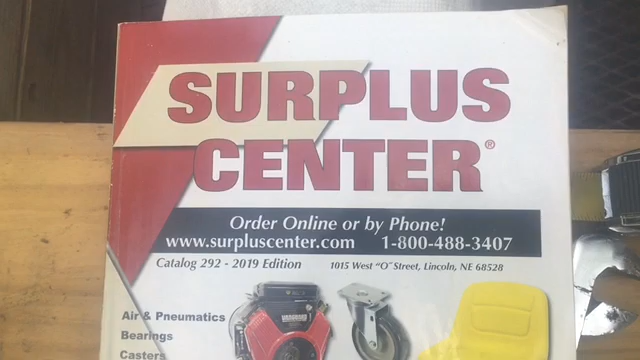 SURPLUS
CENTER®
Order Online or by Phone!
www.surpluscenter.com 1-800-488-3407
Catalog 292 - 2019 Edition 1015 West "O" Street, Lincoln, NE 68528
Air & Pneumatics
Bearings
Casters
VANGUARD